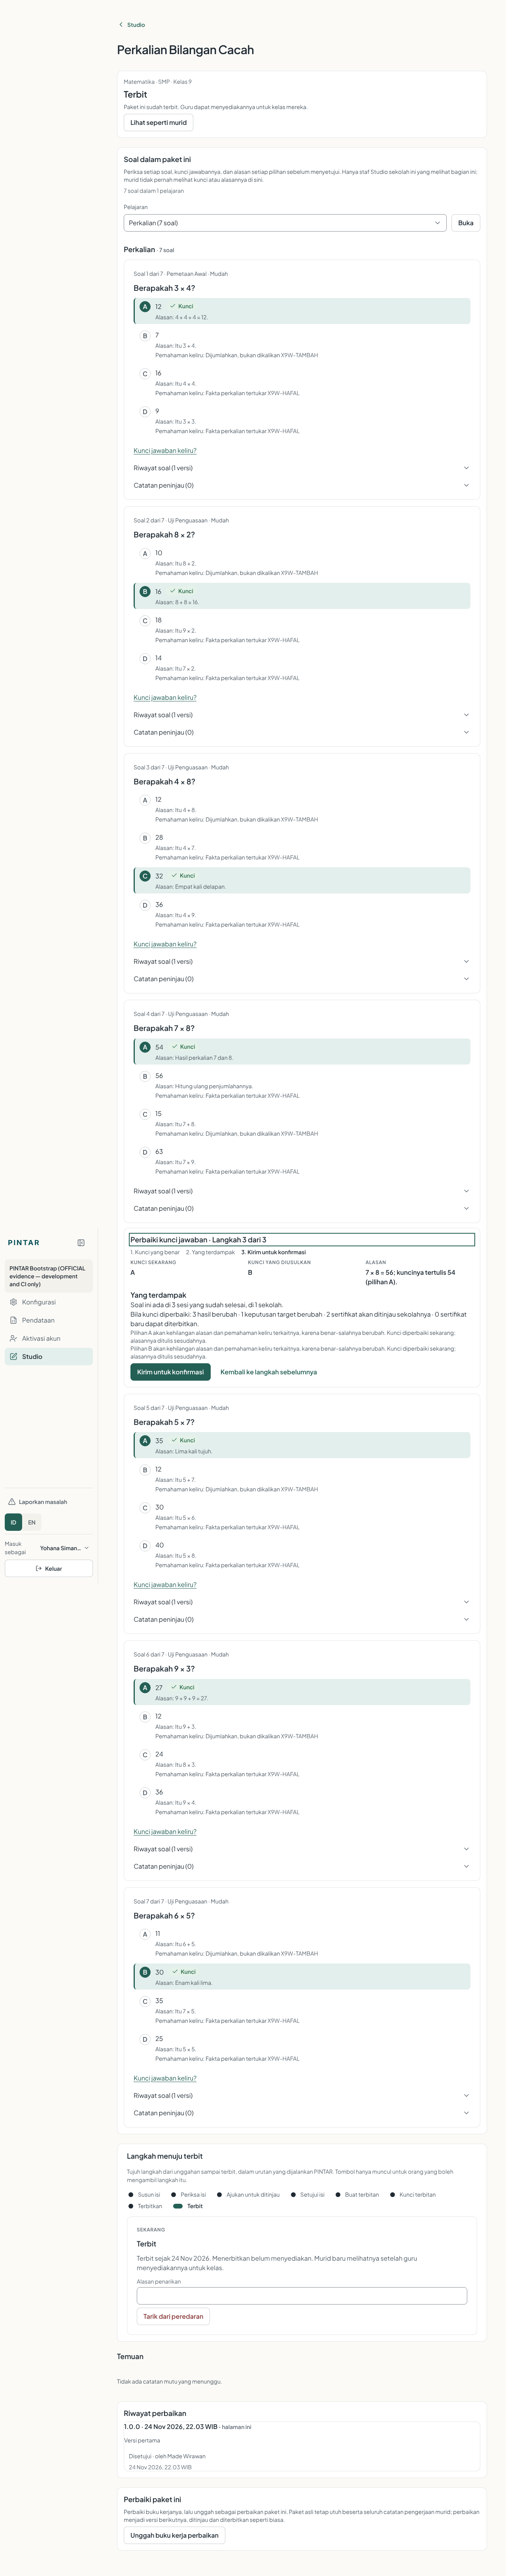 Studio
Perkalian Bilangan Cacah
Matematika · SMP · Kelas 9
Terbit
Paket ini sudah terbit. Guru dapat menyediakannya untuk kelas mereka.
Lihat seperti murid
Soal dalam paket ini
Periksa setiap soal, kunci jawabannya, dan alasan setiap pilihan sebelum menyetujui. Hanya staf Studio sekolah ini yang melihat bagian ini;
murid tidak pernah melihat kunci atau alasannya di sini.
7 soal dalam 1 pelajaran
Pelajaran
Perkalian (7 soal)
Buka
Perkalian · 7 soal
Soal 1 dari 7 · Pemetaan Awal · Mudah
Berapakah 3 × 4?
A 12 Kunci
Alasan: 4 + 4 + 4 = 12.
B 7
Alasan: Itu 3 + 4.
Pemahaman keliru: Dijumlahkan, bukan dikalikan X9W-TAMBAH
C 16
Alasan: Itu 4 × 4.
Pemahaman keliru: Fakta perkalian tertukar X9W-HAFAL
D 9
Alasan: Itu 3 × 3.
Pemahaman keliru: Fakta perkalian tertukar X9W-HAFAL
Kunci jawaban keliru?
Riwayat soal (1 versi)
Catatan peninjau (0)
Soal 2 dari 7 · Uji Penguasaan · Mudah
Berapakah 8 × 2?
A 10
Alasan: Itu 8 + 2.
Pemahaman keliru: Dijumlahkan, bukan dikalikan X9W-TAMBAH
B 16 Kunci
Alasan: 8 + 8 = 16.
C 18
Alasan: Itu 9 × 2.
Pemahaman keliru: Fakta perkalian tertukar X9W-HAFAL
D 14
Alasan: Itu 7 × 2.
Pemahaman keliru: Fakta perkalian tertukar X9W-HAFAL
Kunci jawaban keliru?
Riwayat soal (1 versi)
Catatan peninjau (0)
Soal 3 dari 7 · Uji Penguasaan · Mudah
Berapakah 4 × 8?
A 12
Alasan: Itu 4 + 8.
Pemahaman keliru: Dijumlahkan, bukan dikalikan X9W-TAMBAH
B 28
Alasan: Itu 4 × 7.
Pemahaman keliru: Fakta perkalian tertukar X9W-HAFAL
C 32 Kunci
Alasan: Empat kali delapan.
D 36
Alasan: Itu 4 × 9.
Pemahaman keliru: Fakta perkalian tertukar X9W-HAFAL
Kunci jawaban keliru?
Riwayat soal (1 versi)
Catatan peninjau (0)
Soal 4 dari 7 · Uji Penguasaan · Mudah
Berapakah 7 × 8?
A 54 Kunci
Alasan: Hasil perkalian 7 dan 8.
B 56
Alasan: Hitung ulang penjumlahannya.
Pemahaman keliru: Fakta perkalian tertukar X9W-HAFAL
C 15
Alasan: Itu 7 + 8.
Pemahaman keliru: Dijumlahkan, bukan dikalikan X9W-TAMBAH
D 63
Alasan: Itu 7 × 9.
Pemahaman keliru: Fakta perkalian tertukar X9W-HAFAL
Riwayat soal (1 versi)
Catatan peninjau (0)
PINTAR
PINTAR Bootstrap (OFFICIAL
evidence — development
and CI only)
Konfigurasi
Pendataan
Aktivasi akun
Studio
Laporkan masalah
ID EN
Masuk
sebagai
Yohana Siman...
Keluar
Perbaiki kunci jawaban · Langkah 3 dari 3
1. Kunci yang benar 2. Yang terdampak 3. Kirim untuk konfirmasi
KUNCI SEKARANG
A
KUNCI YANG DIUSULKAN
B
ALASAN
7 × 8 = 56; kuncinya tertulis 54
(pilihan A).
Yang terdampak
Soal ini ada di 3 sesi yang sudah selesai, di 1 sekolah.
Bila kunci diperbaiki: 3 hasil berubah · 1 keputusan target berubah · 2 sertifikat akan ditinjau sekolahnya · 0 sertifikat
baru dapat diterbitkan.
Pilihan A akan kehilangan alasan dan pemahaman keliru tertulisnya, karena benar-salahnya berubah. Kunci diperbaiki sekarang;
alasannya ditulis sesudahnya.
Pilihan B akan kehilangan alasan dan pemahaman keliru tertulisnya, karena benar-salahnya berubah. Kunci diperbaiki sekarang;
alasannya ditulis sesudahnya.
Kirim untuk konfirmasi
Kembali ke langkah sebelumnya
Soal 5 dari 7 · Uji Penguasaan · Mudah
Berapakah 5 × 7?
A 35 Kunci
Alasan: Lima kali tujuh.
B 12
Alasan: Itu 5 + 7.
Pemahaman keliru: Dijumlahkan, bukan dikalikan X9W-TAMBAH
C 30
Alasan: Itu 5 × 6.
Pemahaman keliru: Fakta perkalian tertukar X9W-HAFAL
D 40
Alasan: Itu 5 × 8.
Pemahaman keliru: Fakta perkalian tertukar X9W-HAFAL
Kunci jawaban keliru?
Riwayat soal (1 versi)
Catatan peninjau (0)
Soal 6 dari 7 · Uji Penguasaan · Mudah
Berapakah 9 × 3?
A 27 Kunci
Alasan: 9 + 9 + 9 = 27.
B 12
Alasan: Itu 9 + 3.
Pemahaman keliru: Dijumlahkan, bukan dikalikan X9W-TAMBAH
C 24
Alasan: Itu 8 × 3.
Pemahaman keliru: Fakta perkalian tertukar X9W-HAFAL
D 36
Alasan: Itu 9 × 4.
Pemahaman keliru: Fakta perkalian tertukar X9W-HAFAL
Kunci jawaban keliru?
Riwayat soal (1 versi)
Catatan peninjau (0)
Soal 7 dari 7 · Uji Penguasaan · Mudah
Berapakah 6 × 5?
A 11
Alasan: Itu 6 + 5.
Pemahaman keliru: Dijumlahkan, bukan dikalikan X9W-TAMBAH
B 30 Kunci
Alasan: Enam kali lima.
C 35
Alasan: Itu 7 × 5.
Pemahaman keliru: Fakta perkalian tertukar X9W-HAFAL
D 25
Alasan: Itu 5 × 5.
Pemahaman keliru: Fakta perkalian tertukar X9W-HAFAL
Kunci jawaban keliru?
Riwayat soal (1 versi)
Catatan peninjau (0)
Langkah menuju terbit
Tujuh langkah dari unggahan sampai terbit, dalam urutan yang dijalankan PINTAR. Tombol hanya muncul untuk orang yang boleh
mengambil langkah itu.
Susun isi Periksa isi Ajukan untuk ditinjau Setujui isi Buat terbitan Kunci terbitan
Terbitkan Terbit
SEKARANG
Terbit
Terbit sejak 24 Nov 2026. Menerbitkan belum menyediakan. Murid baru melihatnya setelah guru
menyediakannya untuk kelas.
Alasan penarikan
Tarik dari peredaran
Temuan
Tidak ada catatan mutu yang menunggu.
Riwayat perbaikan
1.0.0 · 24 Nov 2026, 22.03 WIB · halaman ini
Versi pertama
Disetujui · oleh Made Wirawan
24 Nov 2026, 22.03 WIB
Perbaiki paket ini
Perbaiki buku kerjanya, lalu unggah sebagai perbaikan paket ini. Paket asli tetap utuh beserta seluruh catatan pengerjaan murid; perbaikan
menjadi versi berikutnya, ditinjau dan diterbitkan seperti biasa.
Unggah buku kerja perbaikan